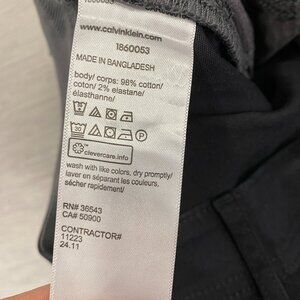 1860053
www.calvinklein.com
1860053
MADE IN BANGLADESH
body/ corps: 98% cotton/
coton/ 2% elastane/
élasthanne/
30 P
clevercare.info
wash with like colors, dry promptly/
laver en séparant les couleurs,
sécher rapidement/
RN# 36543
CA# 50900
CONTRACTOR#
11223
24.11